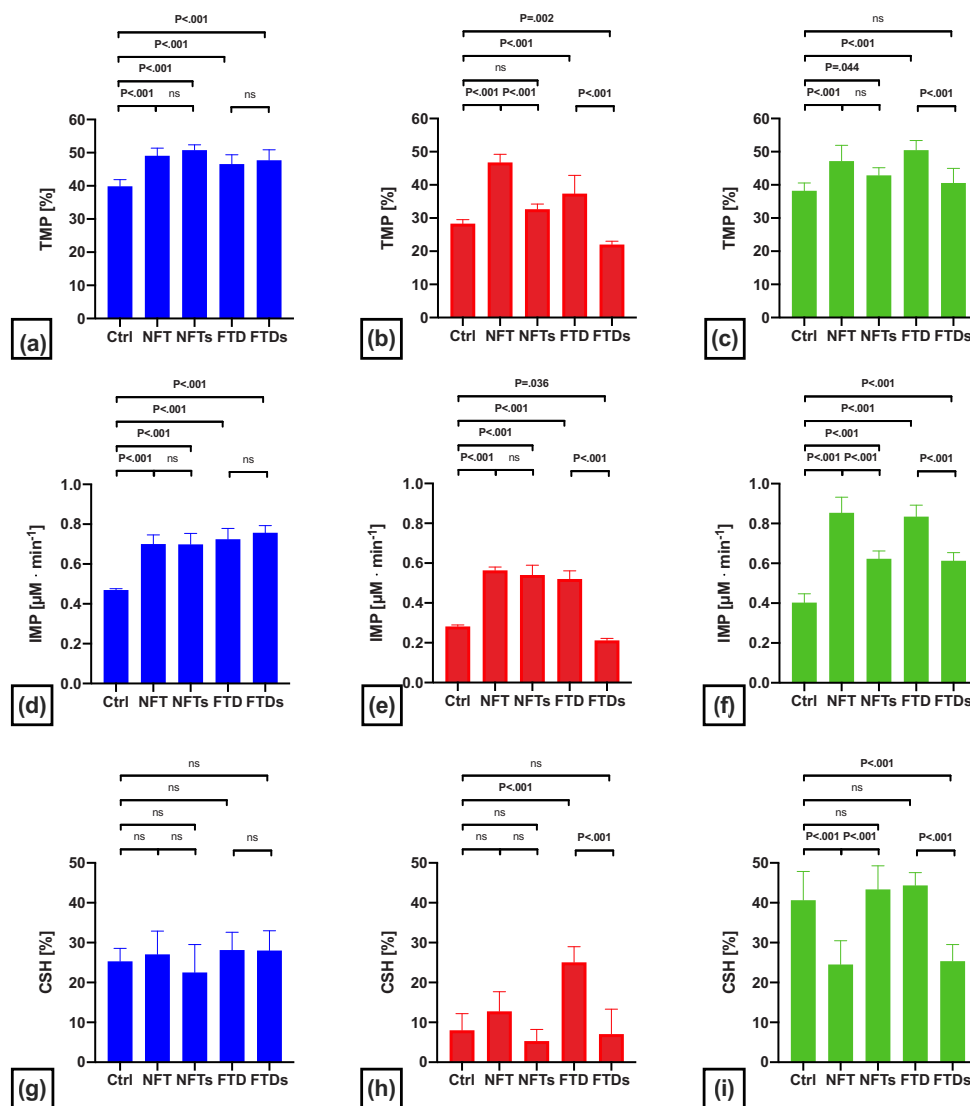 P<.001
P<.001
P<.001
P<.001 ns ns
60
50
40
30
20
10
0
TMP [%]
Ctrl NFT NFTs FTD FTDs
(a)
P=.002
P<.001
ns
P<.001 P<.001 P<.001
60
50
40
30
20
10
0
TMP [%]
Ctrl NFT NFTs FTD FTDs
(b)
ns
P<.001
P=.044
P<.001 ns P<.001
60
50
40
30
20
10
0
TMP [%]
Ctrl NFT NFTs FTD FTDs
(c)
P<.001
P<.001
P<.001
P<.001 ns ns
1.0
0.8
0.6
0.4
0.2
0.0
IMP [µM · min-1]
Ctrl NFT NFTs FTD FTDs
(d)
P=.036
P<.001
P<.001
P<.001 ns P<.001
1.0
0.8
0.6
0.4
0.2
0.0
IMP [µM · min-1]
Ctrl NFT NFTs FTD FTDs
(e)
P<.001
P<.001
P<.001
P<.001 P<.001 P<.001
1.0
0.8
0.6
0.4
0.2
0.0
IMP [µM · min-1]
Ctrl NFT NFTs FTD FTDs
(f)
ns
ns
ns
ns ns ns
50
40
30
20
10
0
CSH [%]
Ctrl NFT NFTs FTD FTDs
(g)
ns
P<.001
ns
ns ns P<.001
50
40
30
20
10
0
CSH [%]
Ctrl NFT NFTs FTD FTDs
(h)
P<.001
ns
ns
P<.001 P<.001 P<.001
50
40
30
20
10
0
CSH [%]
Ctrl NFT NFTs FTD FTDs
(i)